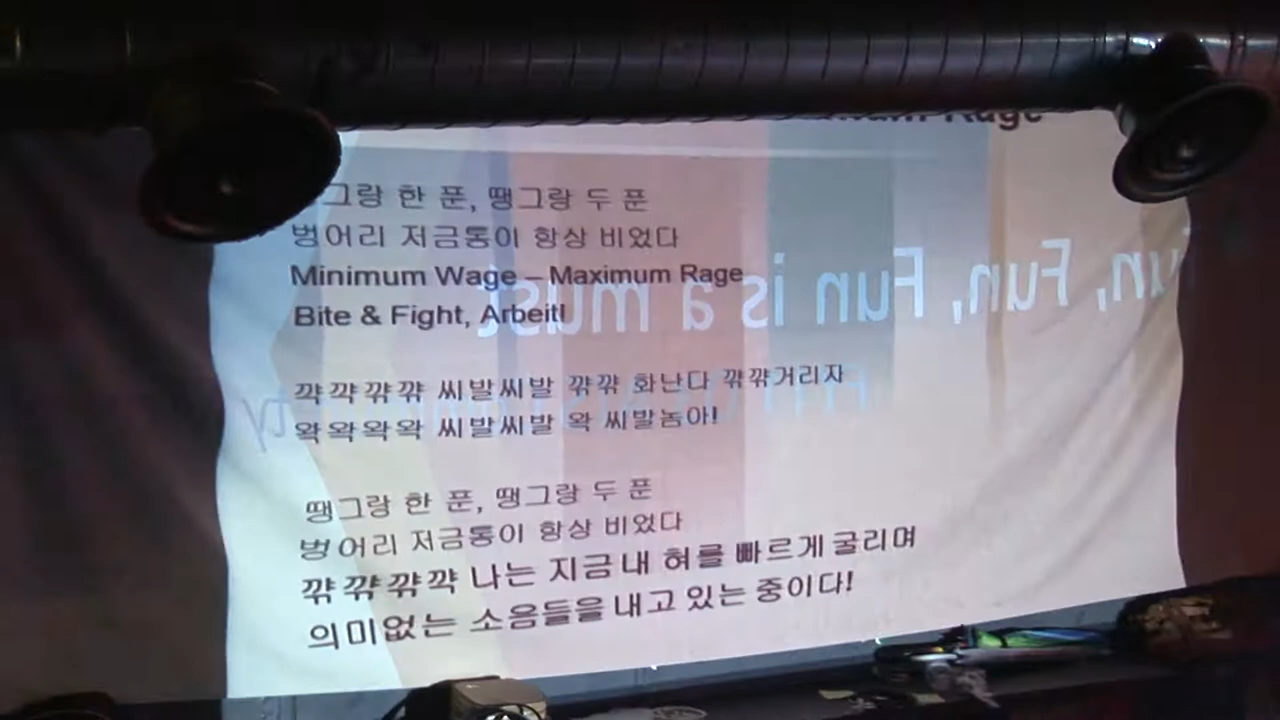 Rage
그랑 한 푼, 땡그랑 두 푼
벙어리 저금통이 항상 비었다
Minimum Wage – Maximum Rage
Bite & Fight, Arbeit!
Fun, Fun, Fun is a must
꺅꺅꺆꺆 씨발씨발 꺆꺆 화난다 꺆꺆거리자
왁왁왁왁 씨발씨발 왁 씨발놈아!
땡그랑 한 푼, 땡그랑 두 푼
벙어리 저금통이 항상 비었다
꺆꺆꺆꺅 나는 지금 내 혀를 빠르게 굴리며
의미없는 소음들을 내고 있는 중이다!